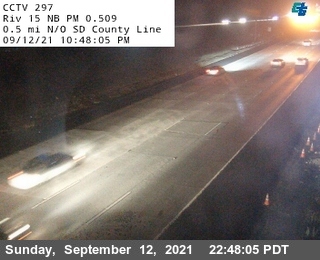 CCTV 297
Riv 15 NB PM 0.509
0.5 mi N/O SD County Line
09/12/21 10:48:05 PM
Sunday, September 12, 2021 22:48:05 PDT